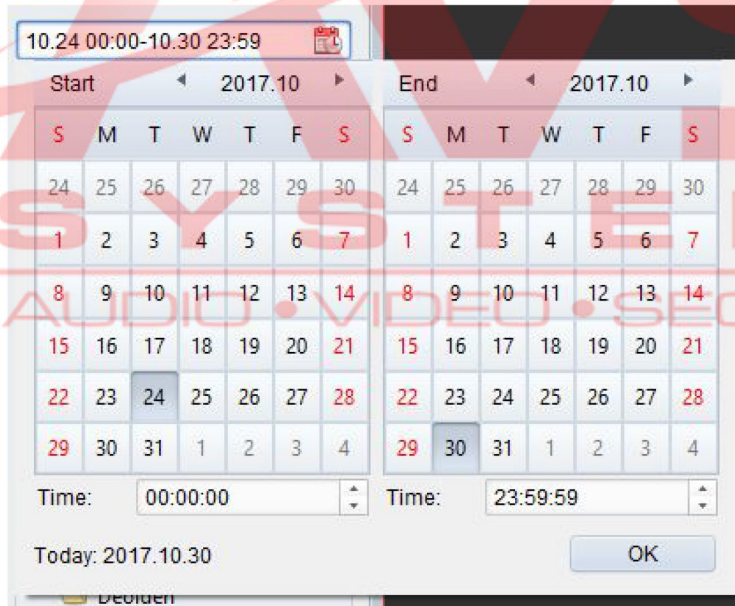 10.24 00:00-10.30 23:59
Start 2017.10 End 2017.10
S M T W T F S S M T W T F S
24 25 26 27 28 29 30 24 25 26 27 28 29 30
1 2 3 4 5 6 7 1 2 3 4 5 6 7
8 9 10 11 12 13 14 8 9 10 11 12 13 14
15 16 17 18 19 20 21 15 16 17 18 19 20 21
22 23 24 25 26 27 28 22 23 24 25 26 27 28
29 30 31 1 2 3 4 29 30 31 1 2 3 4
Time: 00:00:00 Time: 23:59:59
Today: 2017.10.30 OK
SYSTE
AUDIO • VIDEO • SEC